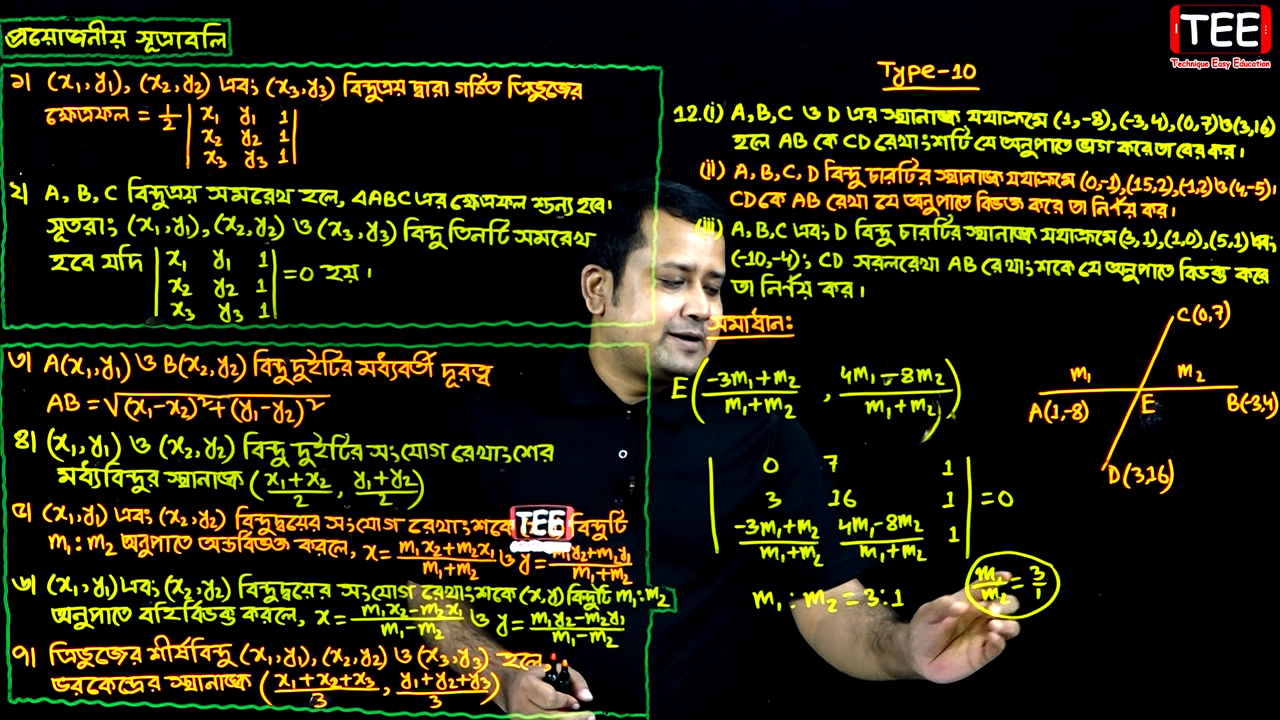 প্রয়োজনীয় সূত্রাবলি
১। (x₁,y₁), (x₂,y₂) এবং (x₃,y₃) বিন্দুত্রয় দ্বারা গঠিত ত্রিভুজের
ক্ষেত্রফল = 1/2 | x₁ y₁ 1 |
x₂ y₂ 1
x₃ y₃ 1
২। A, B, C বিন্দুত্রয় সমরেখ হলে, ΔABC এর ক্ষেত্রফল শূন্য হবে।
সুতরাং (x₁,y₁), (x₂,y₂) ও (x₃,y₃) বিন্দু তিনটি সমরেখ
হবে যদি | x₁ y₁ 1 |
x₂ y₂ 1 = 0 হয়।
x₃ y₃ 1
৩। A(x₁,y₁) ও B(x₂,y₂) বিন্দু দুইটির মধ্যবর্তী দূরত্ব
AB = √(x₁-x₂)²+(y₁-y₂)²
৪। (x₁,y₁) ও (x₂,y₂) বিন্দু দুইটির সংযোগ রেখাংশের
মধ্যবিন্দুর স্থানাঙ্ক ((x₁+x₂)/2, (y₁+y₂)/2)
৫। (x₁,y₁) এবং (x₂,y₂) বিন্দুদ্বয়ের সংযোগ রেখাংশকে বিন্দুটি
m₁:m₂ অনুপাতে অন্তর্বিভক্ত করলে, x = (m₁x₂+m₂x₁)/(m₁+m₂) ও y = (m₁y₂+m₂y₁)/(m₁+m₂)
৬। (x₁,y₁) এবং (x₂,y₂) বিন্দুদ্বয়ের সংযোগ রেখাংশকে (x,y) বিন্দুটি m₁:m₂
অনুপাতে বহির্বিভক্ত করলে, x = (m₁x₂-m₂x₁)/(m₁-m₂) ও y = (m₁y₂-m₂y₁)/(m₁-m₂)
৭। ত্রিভুজের শীর্ষবিন্দু (x₁,y₁), (x₂,y₂) ও (x₃,y₃) হলে,
ভরকেন্দ্রের স্থানাঙ্ক ((x₁+x₂+x₃)/3, (y₁+y₂+y₃)/3)
TEE
TEE
Technique Easy Education
Type-10
12.(i) A, B, C ও D এর স্থানাঙ্ক যথাক্রমে (1,-8), (-3,4), (0,7) ও (3,16)
হলে AB কে CD রেখাংশটি যে অনুপাতে ভাগ করে তা বের কর।
(ii) A, B, C, D বিন্দু চারটির স্থানাঙ্ক যথাক্রমে (0,-1), (15,2), (-1,2) ও (4,-5)।
CD কে AB রেখা যে অনুপাতে বিভক্ত করে তা নির্ণয় কর।
(iii) A, B, C এবং D বিন্দু চারটির স্থানাঙ্ক যথাক্রমে (3,1), (1,0), (5,1) এবং
(-10,-4); CD সরলরেখা AB রেখাংশকে যে অনুপাতে বিভক্ত করে
তা নির্ণয় কর।
সমাধান:
E((-3m₁+m₂)/(m₁+m₂), (4m₁-8m₂)/(m₁+m₂))
C(0,7)
m₁ m₂
A(1,-8) E B(-3,4)
D(3,16)
0 7 1
3 16 1 = 0
(-3m₁+m₂)/(m₁+m₂) (4m₁-8m₂)/(m₁+m₂) 1
m₁ : m₂ = 3 : 1
m₁/m₂ = 3/1